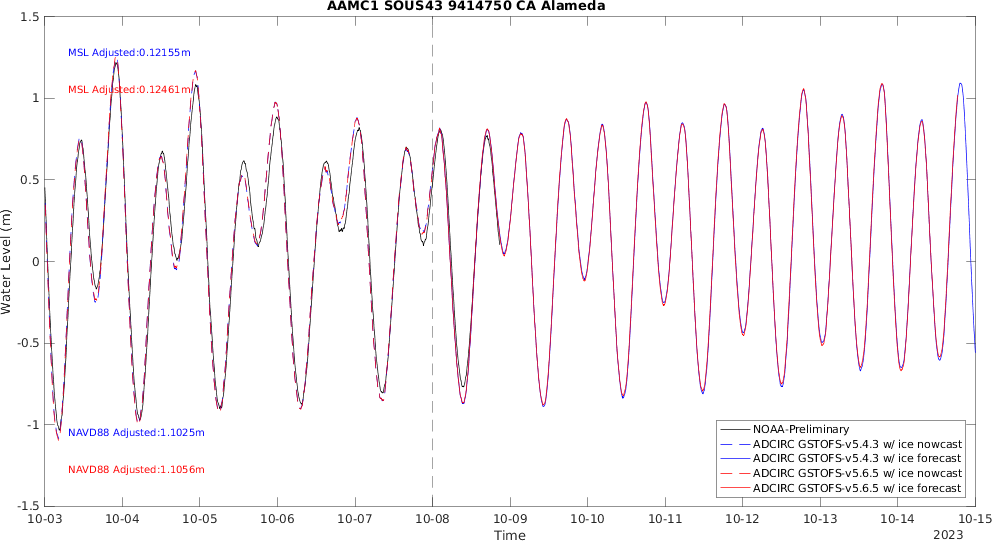 AAMC1 SOUS43 9414750 CA Alameda
1.5
1
0.5
0
-0.5
-1
-1.5
Water Level (m)
MSL Adjusted:0.12155m
MSL Adjusted:0.12461m
NAVD88 Adjusted:1.1025m
NAVD88 Adjusted:1.1056m
NOAA-Preliminary
ADCIRC GSTOFS-v5.4.3 w/ ice nowcast
ADCIRC GSTOFS-v5.4.3 w/ ice forecast
ADCIRC GSTOFS-v5.6.5 w/ ice nowcast
ADCIRC GSTOFS-v5.6.5 w/ ice forecast
10-03 10-04 10-05 10-06 10-07 10-08 10-09 10-10 10-11 10-12 10-13 10-14 10-15
Time
2023